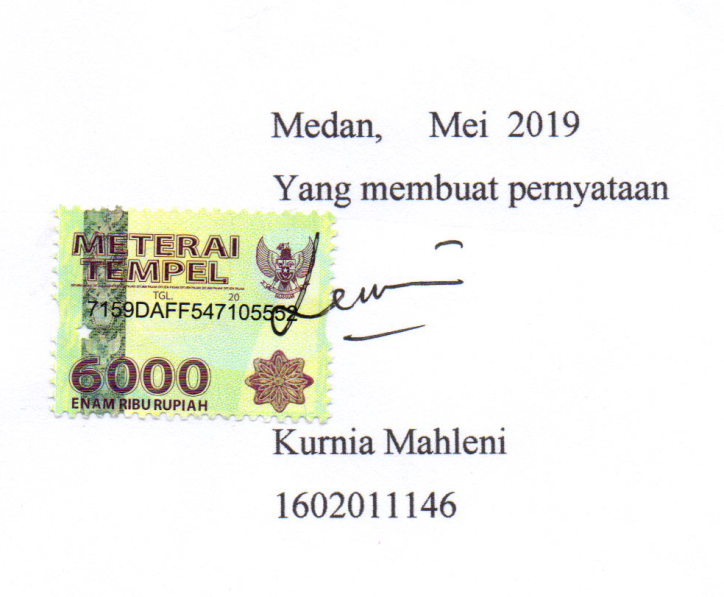 Medan, Mei 2019
Yang membuat pernyataan
METERAI
TEMPEL
TGL. 20
7159DAFF547105552
6000
ENAM RIBU RUPIAH
Kurnia Mahleni
1602011146